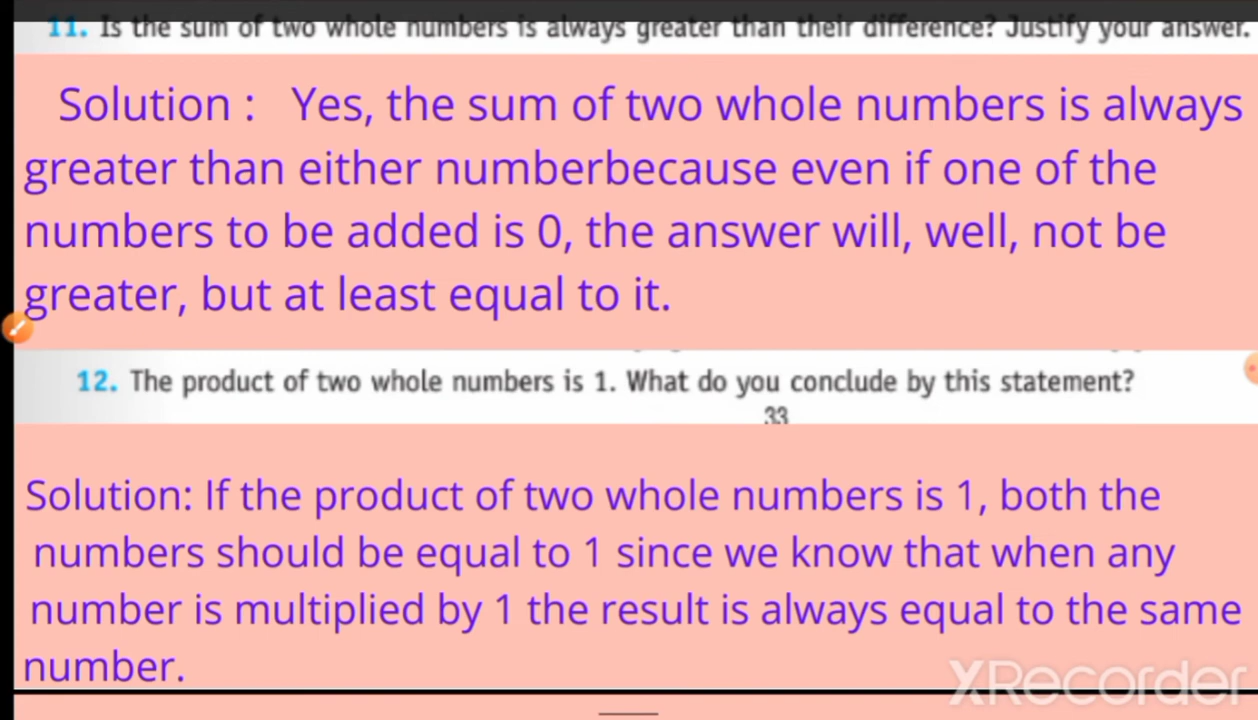 11. Is the sum of two whole numbers is always greater than their difference? Justify your answer.
Solution : Yes, the sum of two whole numbers is always
greater than either numberbecause even if one of the
numbers to be added is 0, the answer will, well, not be
greater, but at least equal to it.
12. The product of two whole numbers is 1. What do you conclude by this statement?
33
Solution: If the product of two whole numbers is 1, both the
numbers should be equal to 1 since we know that when any
number is multiplied by 1 the result is always equal to the same
number.
XRecorder